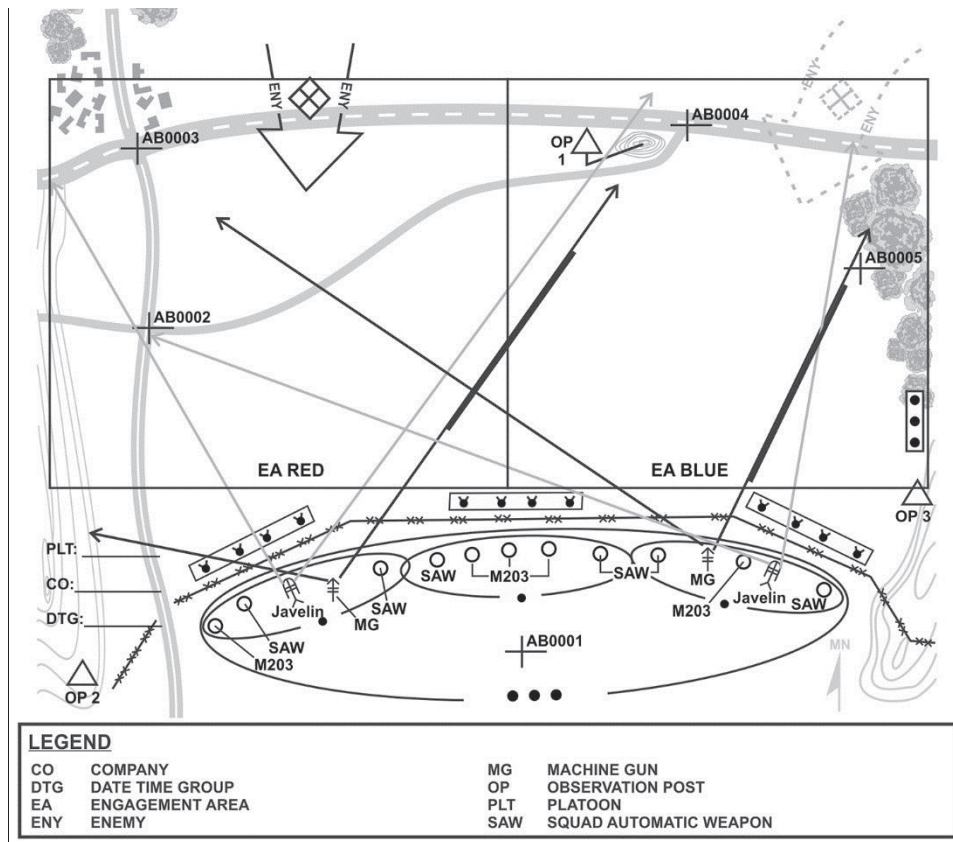 ENY
ENY
ENY
ENY
AB0003
AB0004
OP
1
AB0005
AB0002
EA RED
EA BLUE
OP 3
PLT:
CO:
DTG:
SAW
M203
SAW
MG
Javelin
SAW
MG
M203
Javelin
SAW
SAW
M203
AB0001
MN
OP 2
LEGEND
CO COMPANY
DTG DATE TIME GROUP
EA ENGAGEMENT AREA
ENY ENEMY
MG MACHINE GUN
OP OBSERVATION POST
PLT PLATOON
SAW SQUAD AUTOMATIC WEAPON